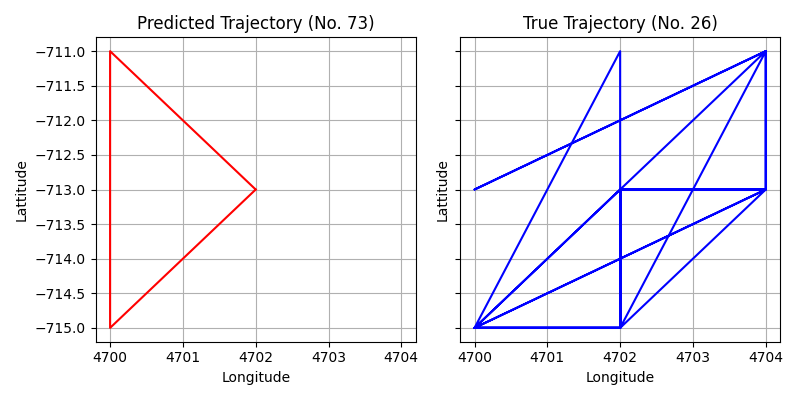 Predicted Trajectory (No. 73)
True Trajectory (No. 26)
−711.0
−711.5
−712.0
−712.5
−713.0
−713.5
−714.0
−714.5
−715.0
Lattitude
Lattitude
4700 4701 4702 4703 4704
4700 4701 4702 4703 4704
Longitude
Longitude